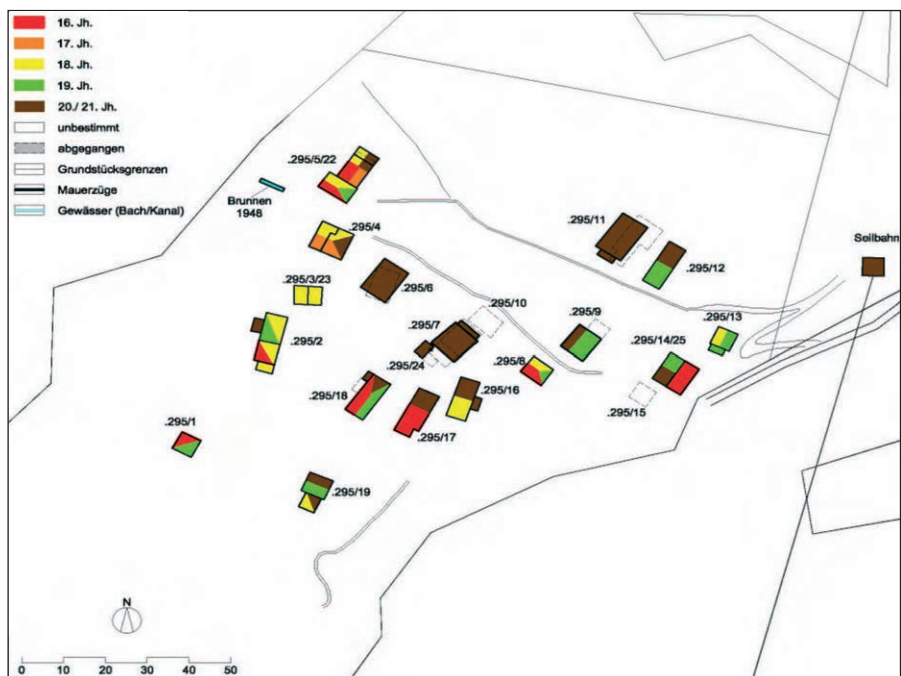 16. Jh.
17. Jh.
18. Jh.
19. Jh.
20./ 21. Jh.
unbestimmt
abgegangen
Grundstücksgrenzen
Mauerzüge
Gewässer (Bach/Kanal)
.295/5/22
Brunnen
1948
.295/4
.295/11
Seilbahn
.295/12
.295/3/23
.295/6
.295/10
.295/9
.295/13
.295/2
.295/7
.295/14/25
.295/24
.295/8
.295/18
.295/16
.295/15
.295/1
.295/17
.295/19
N
0 10 20 30 40 50